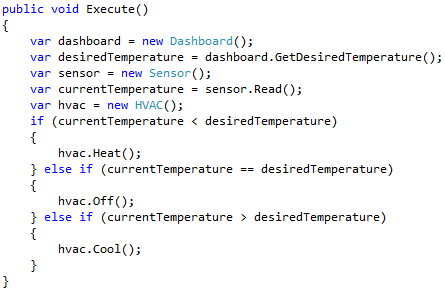 public void Execute()
{
    var dashboard = new Dashboard();
    var desiredTemperature = dashboard.GetDesiredTemperature();
    var sensor = new Sensor();
    var currentTemperature = sensor.Read();
    var hvac = new HVAC();
    if (currentTemperature < desiredTemperature)
    {
        hvac.Heat();
    } else if (currentTemperature == desiredTemperature)
    {
        hvac.Off();
    } else if (currentTemperature > desiredTemperature)
    {
        hvac.Cool();
    }
}